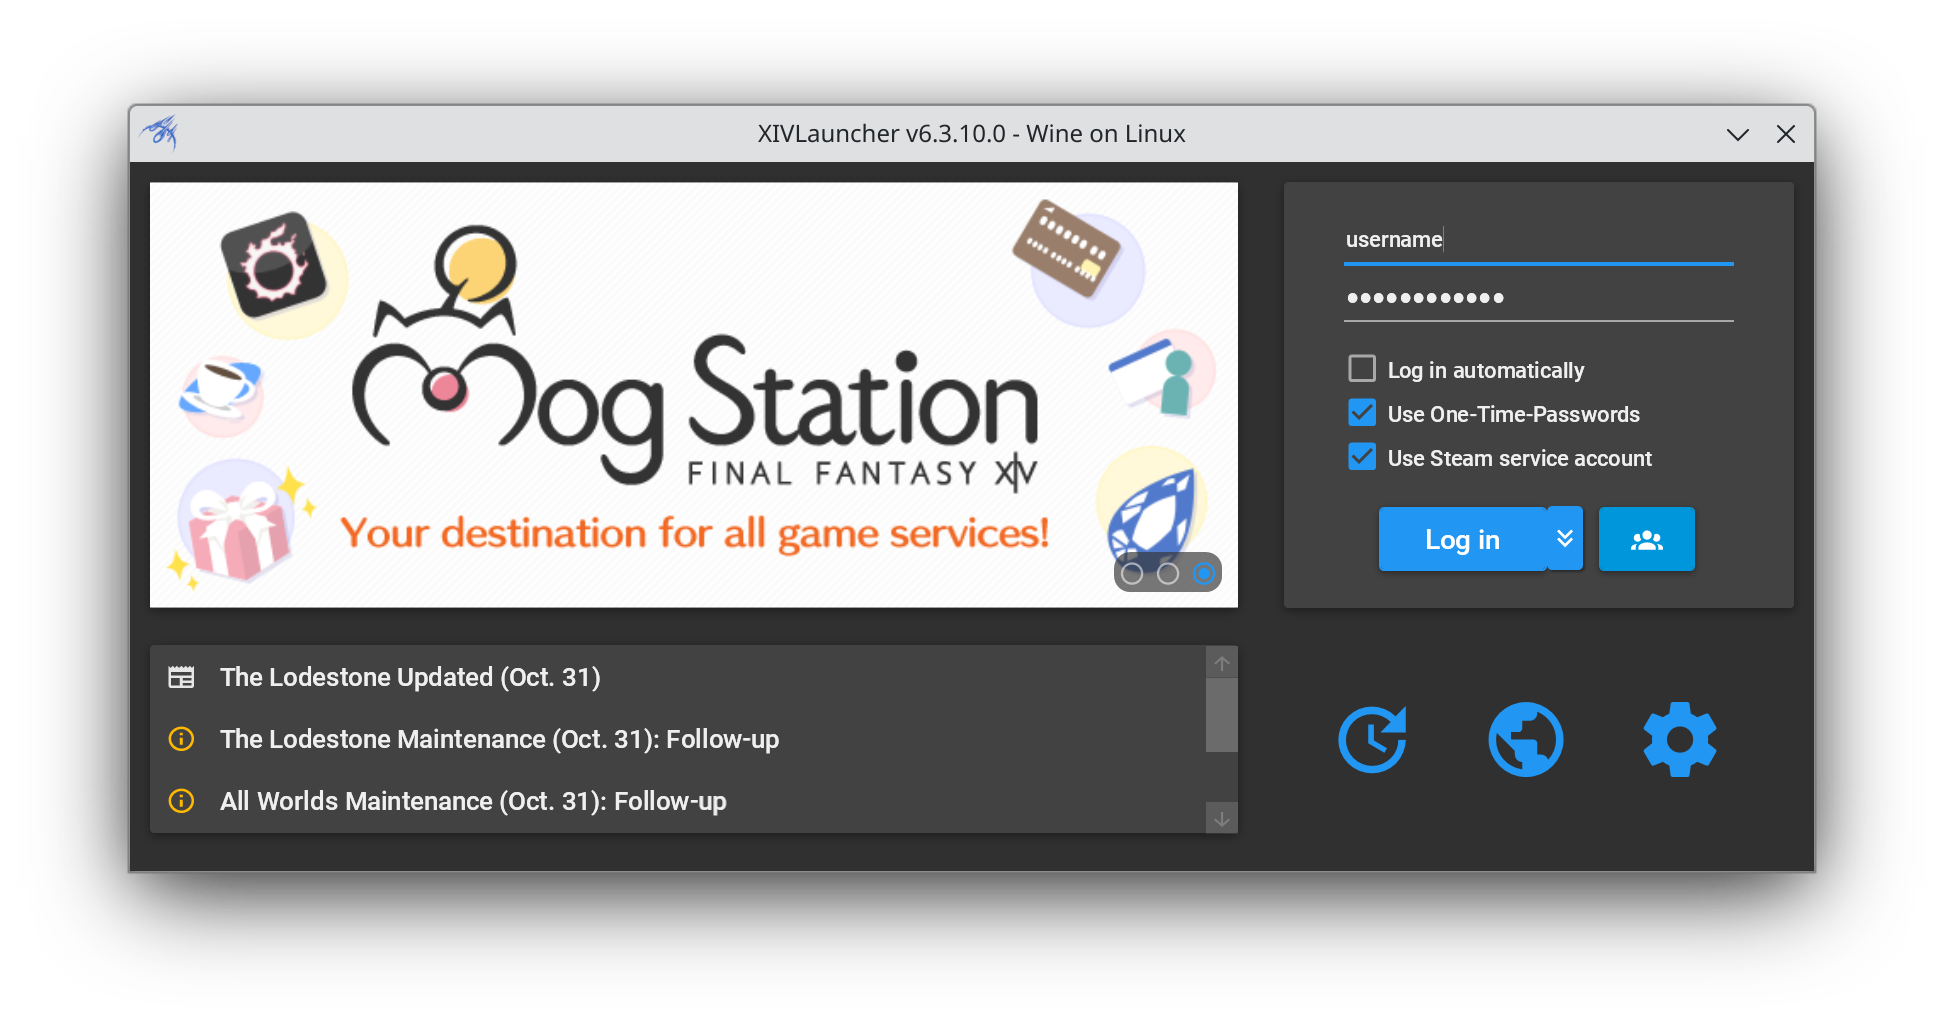 XIVLauncher v6.3.10.0 - Wine on Linux
Mog Station
FINAL FANTASY XIV
Your destination for all game services!
username
••••••••••••
Log in automatically
Use One-Time-Passwords
Use Steam service account
Log in
The Lodestone Updated (Oct. 31)
The Lodestone Maintenance (Oct. 31): Follow-up
All Worlds Maintenance (Oct. 31): Follow-up